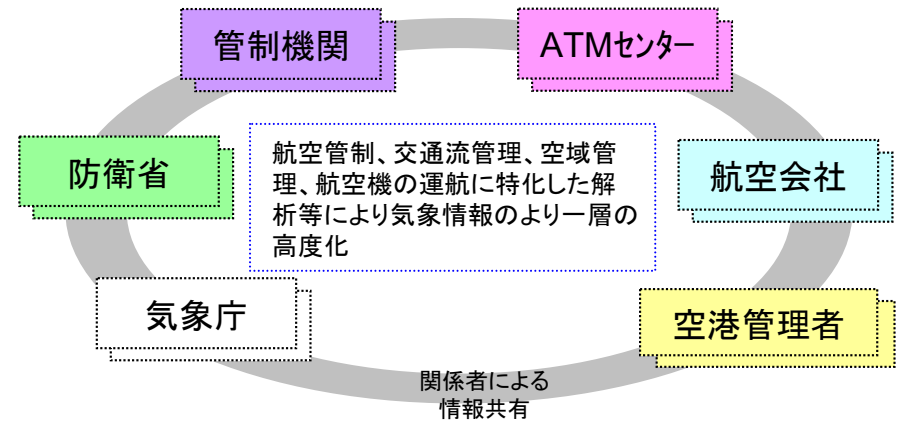 管制機関
ATMセンター
防衛省
航空管制、交通流管理、空域管
理、航空機の運航に特化した解
析等により気象情報のより一層の
高度化
航空会社
気象庁
空港管理者
関係者による
情報共有